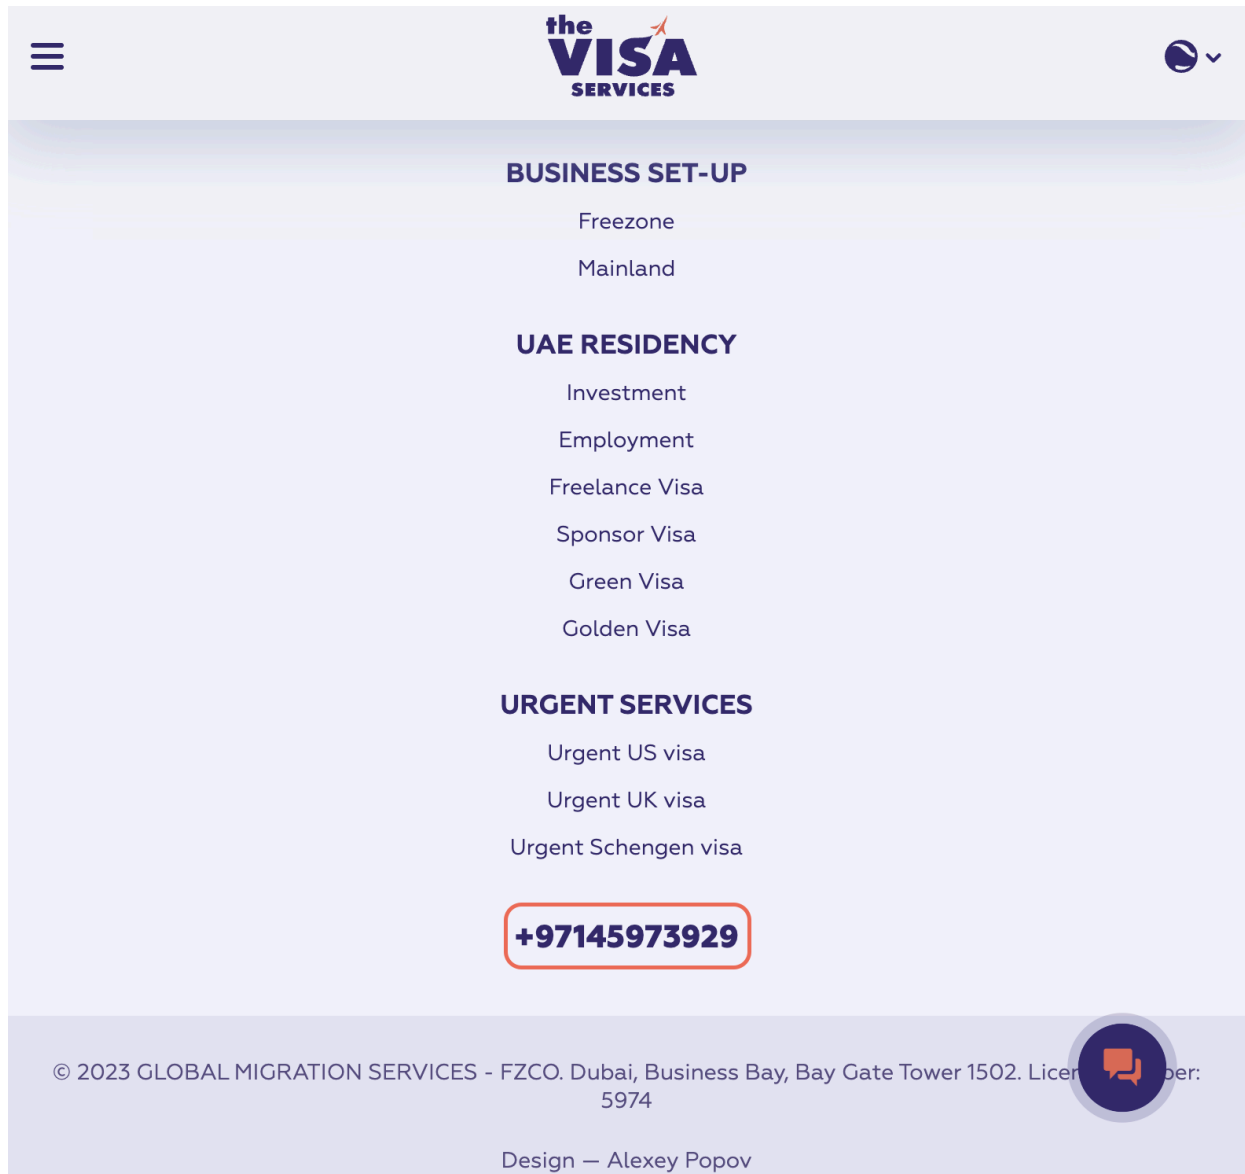 the
VISA
SERVICES
BUSINESS SET-UP
Freezone
Mainland
UAE RESIDENCY
Investment
Employment
Freelance Visa
Sponsor Visa
Green Visa
Golden Visa
URGENT SERVICES
Urgent US visa
Urgent UK visa
Urgent Schengen visa
+97145973929
© 2023 GLOBAL MIGRATION SERVICES - FZCO. Dubai, Business Bay, Bay Gate Tower 1502.
5974
Design — Alexey Popov